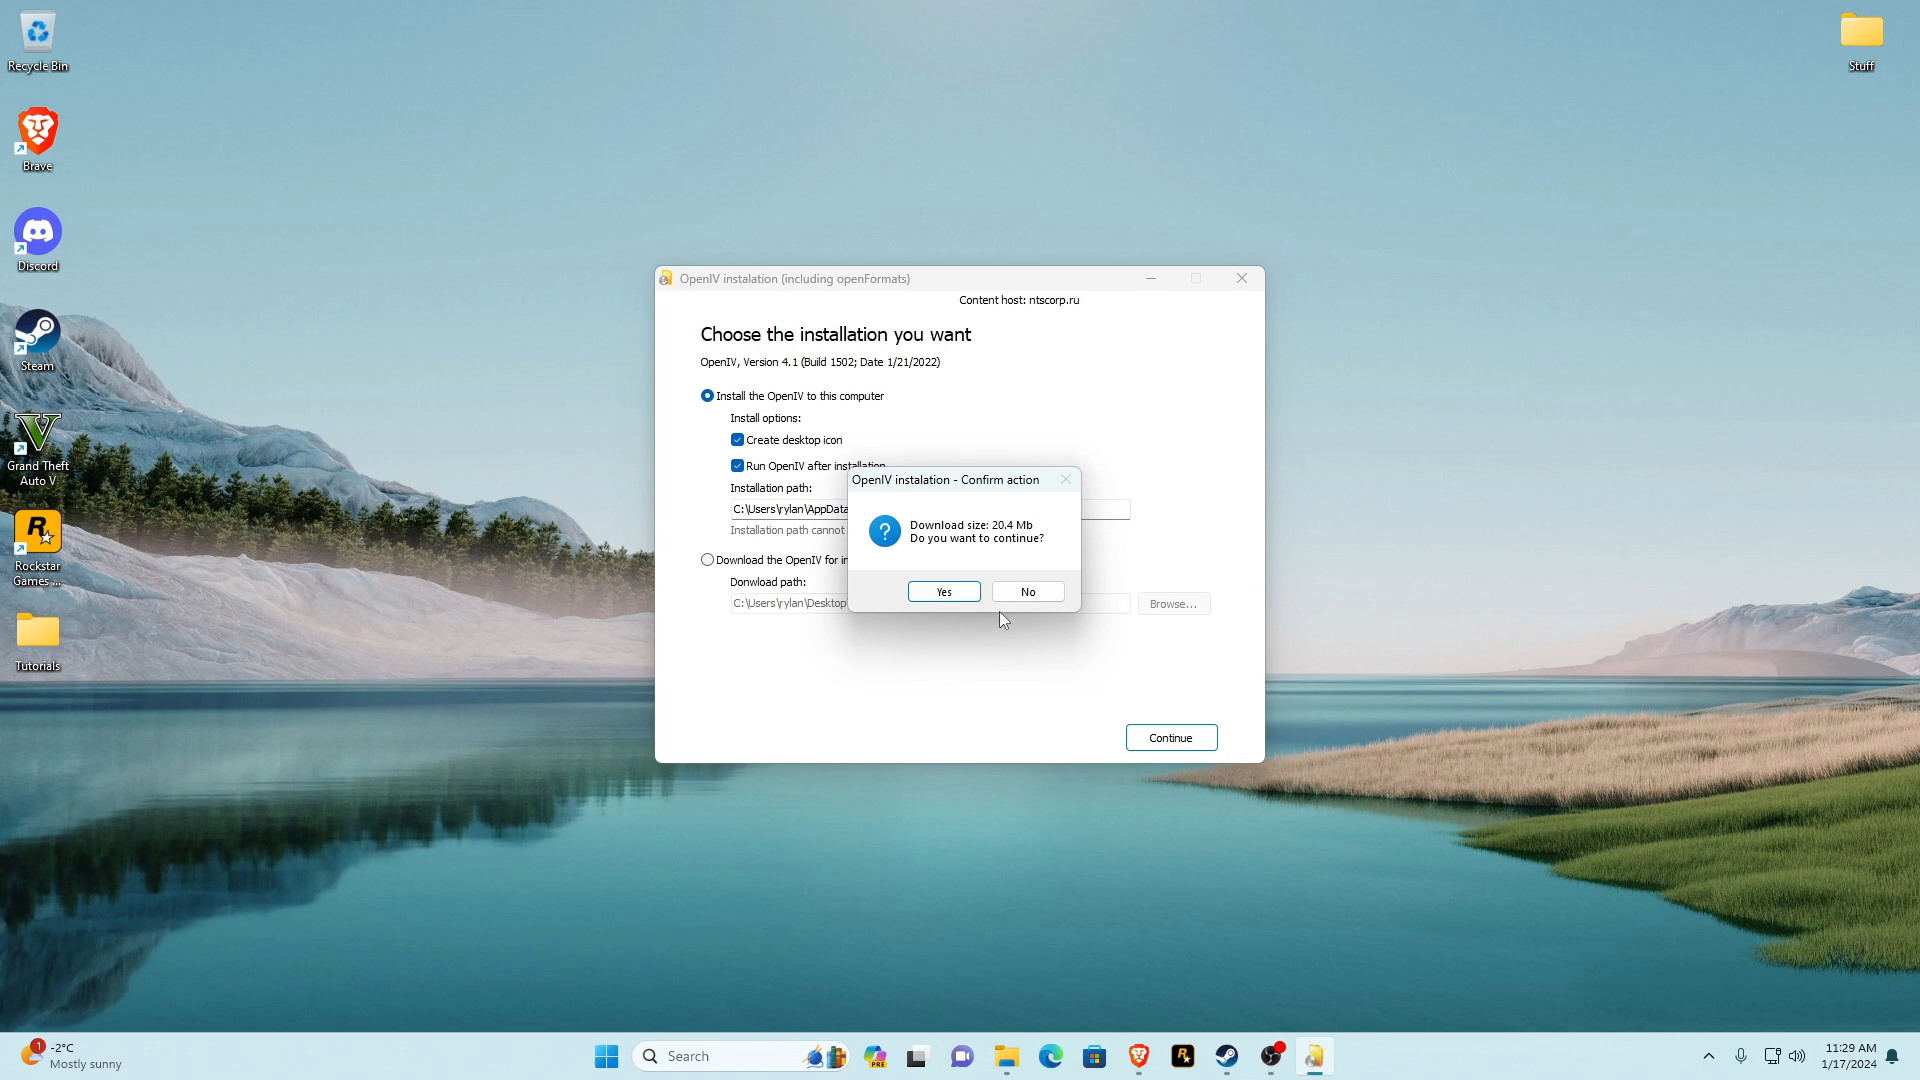 Recycle Bin
Brave
Discord
Steam
Grand Theft
Auto V
Rockstar
Games ...
Tutorials
Stuff
OpenIV instalation (including openFormats)
Content host: ntscorp.ru
Choose the installation you want
OpenIV, Version 4.1 (Build 1502; Date 1/21/2022)
Install the OpenIV to this computer
Install options:
Create desktop icon
Run OpenIV after installation
Installation path:
C:\Users\rylan\AppData
Installation path cannot
Download the OpenIV for in
Donwload path:
C:\Users\rylan\Desktop
Browse...
Continue
OpenIV instalation - Confirm action
?
Download size: 20.4 Mb
Do you want to continue?
Yes
No
1
-2°C
Mostly sunny
Search
PRE
11:29 AM
1/17/2024